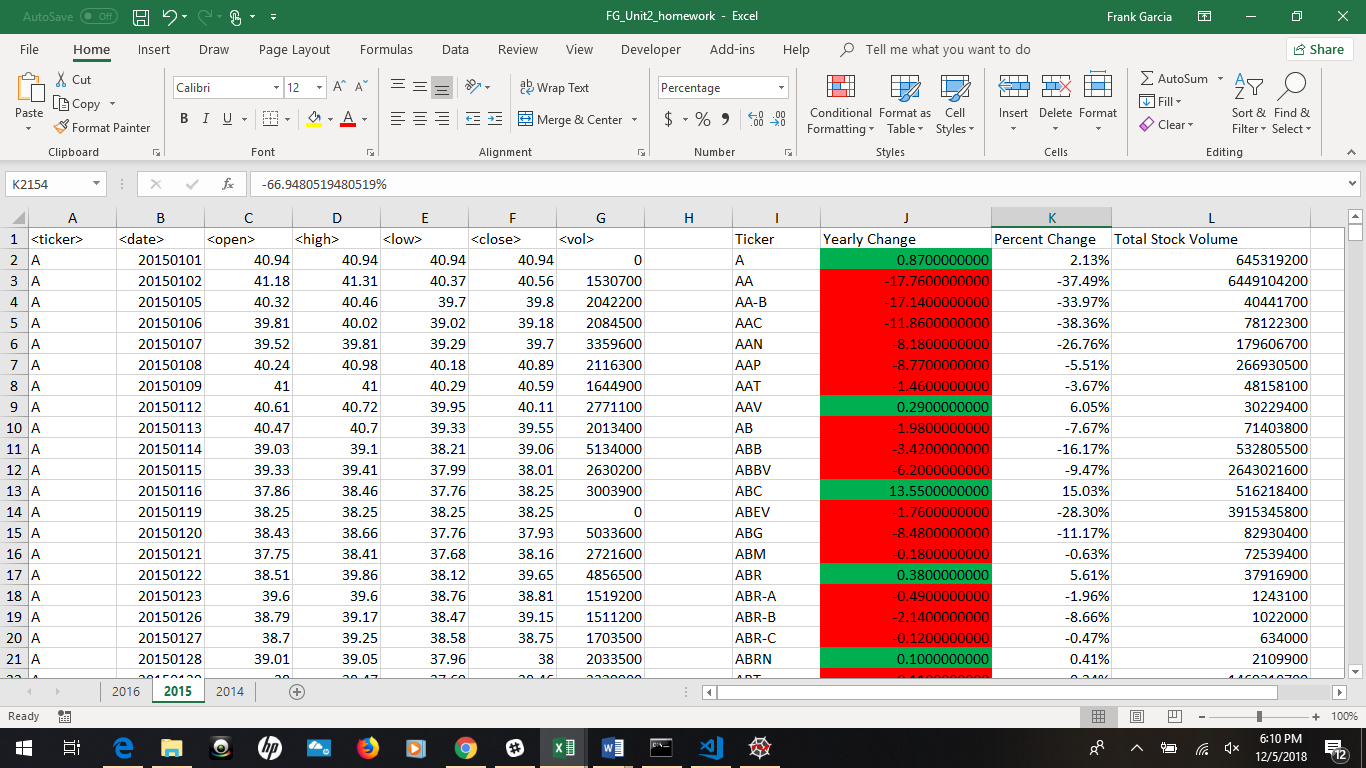 AutoSave Off FG_Unit2_homework - Excel Frank Garcia
File Home Insert Draw Page Layout Formulas Data Review View Developer Add-ins Help Tell me what you want to do Share
Paste Cut Copy Format Painter
Calibri 12 A A
B I U A
Wrap Text
Merge & Center
Percentage
$ % , .00 .0
Conditional Formatting Format as Table Cell Styles
Insert Delete Format
AutoSum Fill Clear Sort & Filter Find & Select
Clipboard Font Alignment Number Styles Cells Editing
K2154 fx -66.9480519480519%
A B C D E F G H I J K L
1 <ticker> <date> <open> <high> <low> <close> <vol> Ticker Yearly Change Percent Change Total Stock Volume
2 A 20150101 40.94 40.94 40.94 40.94 0 A 0.8700000000 2.13% 645319200
3 A 20150102 41.18 41.31 40.37 40.56 1530700 AA -17.7600000000 -37.49% 6449104200
4 A 20150105 40.32 40.46 39.7 39.8 2042200 AA-B -17.1400000000 -33.97% 40441700
5 A 20150106 39.81 40.02 39.02 39.18 2084500 AAC -11.8600000000 -38.36% 78122300
6 A 20150107 39.52 39.81 39.29 39.7 3359600 AAN -8.1800000000 -26.76% 179606700
7 A 20150108 40.24 40.98 40.18 40.89 2116300 AAP -8.7700000000 -5.51% 266930500
8 A 20150109 41 41 40.29 40.59 1644900 AAT -1.4600000000 -3.67% 48158100
9 A 20150112 40.61 40.72 39.95 40.11 2771100 AAV 0.2900000000 6.05% 30229400
10 A 20150113 40.47 40.7 39.33 39.55 2013400 AB -1.9800000000 -7.67% 71403800
11 A 20150114 39.03 39.1 38.21 39.06 5134000 ABB -3.4200000000 -16.17% 532805500
12 A 20150115 39.33 39.41 37.99 38.01 2630200 ABBV -6.2000000000 -9.47% 2643021600
13 A 20150116 37.86 38.46 37.76 38.25 3003900 ABC 13.5500000000 15.03% 516218400
14 A 20150119 38.25 38.25 38.25 38.25 0 ABEV -1.7600000000 -28.30% 3915345800
15 A 20150120 38.43 38.66 37.76 37.93 5033600 ABG -8.4800000000 -11.17% 82930400
16 A 20150121 37.75 38.41 37.68 38.16 2721600 ABM -0.1800000000 -0.63% 72539400
17 A 20150122 38.51 39.86 38.12 39.65 4856500 ABR 0.3800000000 5.61% 37916900
18 A 20150123 39.6 39.6 38.76 38.81 1519200 ABR-A -0.4900000000 -1.96% 1243100
19 A 20150126 38.79 39.17 38.47 39.15 1511200 ABR-B -2.1400000000 -8.66% 1022000
20 A 20150127 38.7 39.25 38.58 38.75 1703500 ABR-C -0.1200000000 -0.47% 634000
21 A 20150128 39.01 39.05 37.96 38 2033500 ABRN 0.1000000000 0.41% 2109900
2016 2015 2014
Ready 100%
6:10 PM
12/5/2018
12